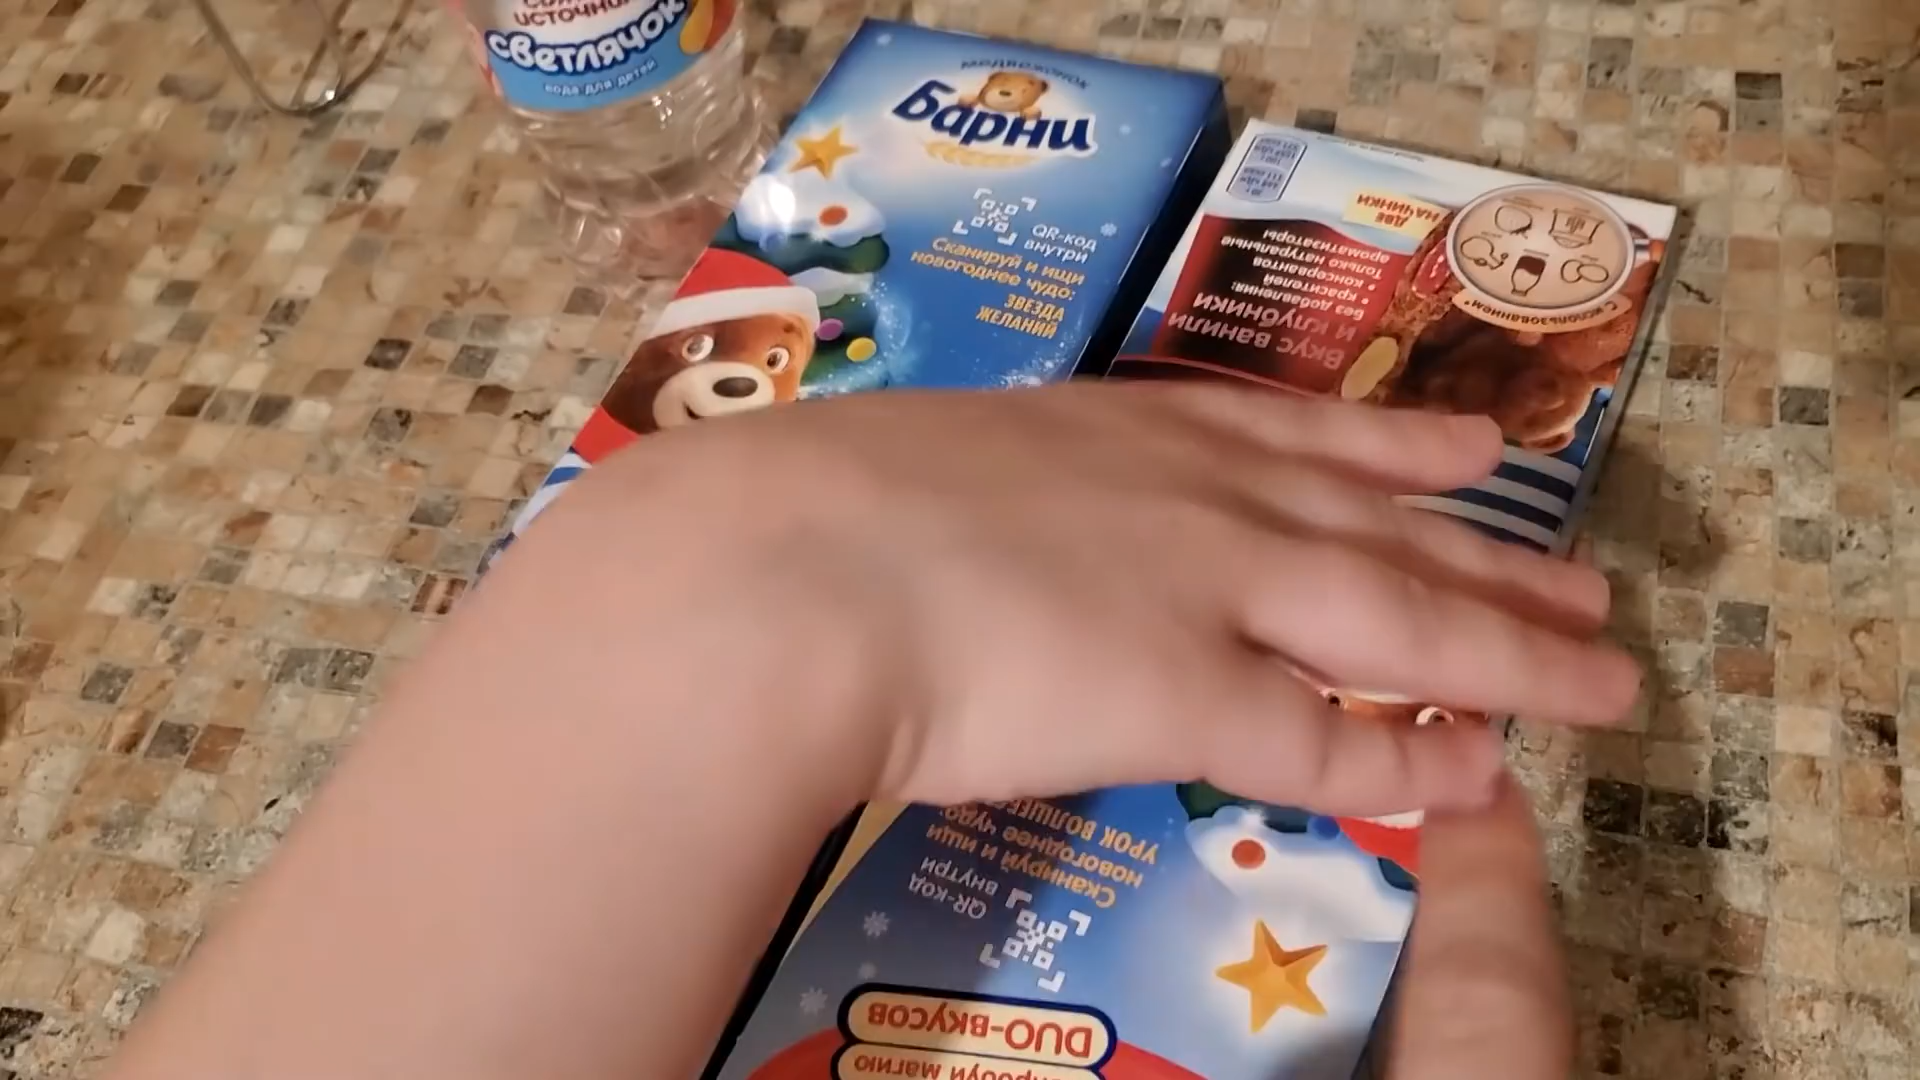 источник
светлячок
вода для детей
медвежонок
Барни
QR-код
внутри
Сканируй и ищи
новогоднее чудо:
ЗВЕЗДА
ЖЕЛАНИЙ
ДВЕ
НАЧИНКИ
С использованием*
Вкус ванили
и клубники
без добавления:
• красителей
• консервантов
только натуральные
ароматизаторы
магию
DUO-ВКУСОВ
QR-код
внутри
Сканируй и ищи
новогоднее чудо:
УРОК